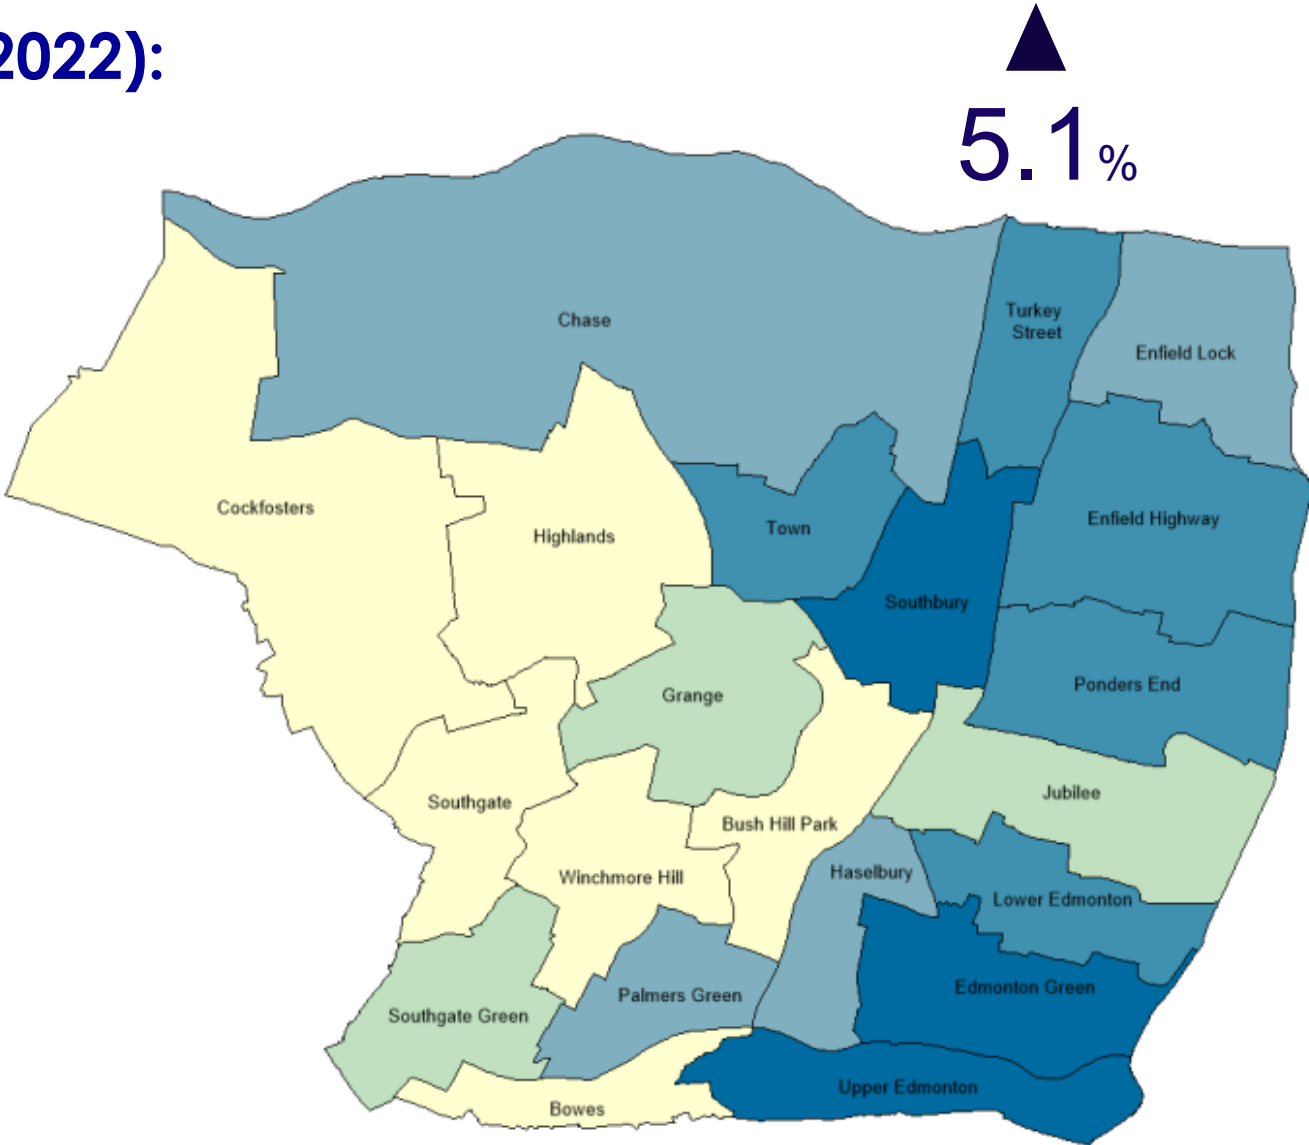 2022):
▲
5.1%
Chase
Turkey
Street
Enfield Lock
Cockfosters
Highlands
Town
Enfield Highway
Southbury
Grange
Ponders End
Southgate
Bush Hill Park
Jubilee
Winchmore Hill
Haselbury
Lower Edmonton
Palmers Green
Edmonton Green
Southgate Green
Upper Edmonton
Bowes